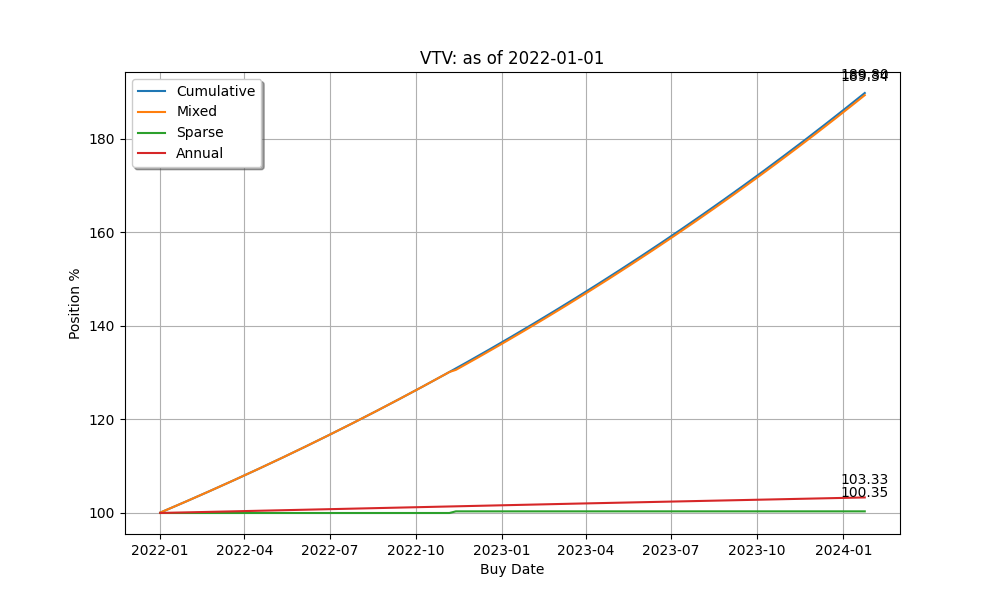 VTV: as of 2022-01-01
Cumulative
Mixed
Sparse
Annual
180
160
140
120
100
Position %
103.33
100.35
2022-01 2022-04 2022-07 2022-10 2023-01 2023-04 2023-07 2023-10 2024-01
Buy Date